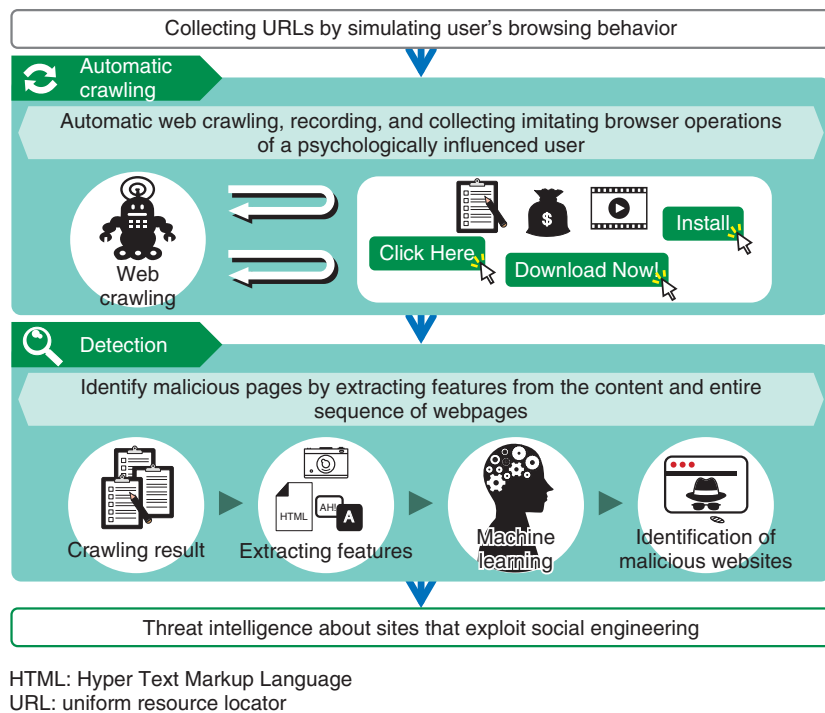 Collecting URLs by simulating user's browsing behavior
Automatic
crawling
Automatic web crawling, recording, and collecting imitating browser operations
of a psychologically influenced user
Web
crawling
$
Install
Click Here
Download Now!
Detection
Identify malicious pages by extracting features from the content and entire
sequence of webpages
HTML
AH!
A
Crawling result
Extracting features
Machine
learning
Identification of
malicious websites
Threat intelligence about sites that exploit social engineering
HTML: Hyper Text Markup Language
URL: uniform resource locator